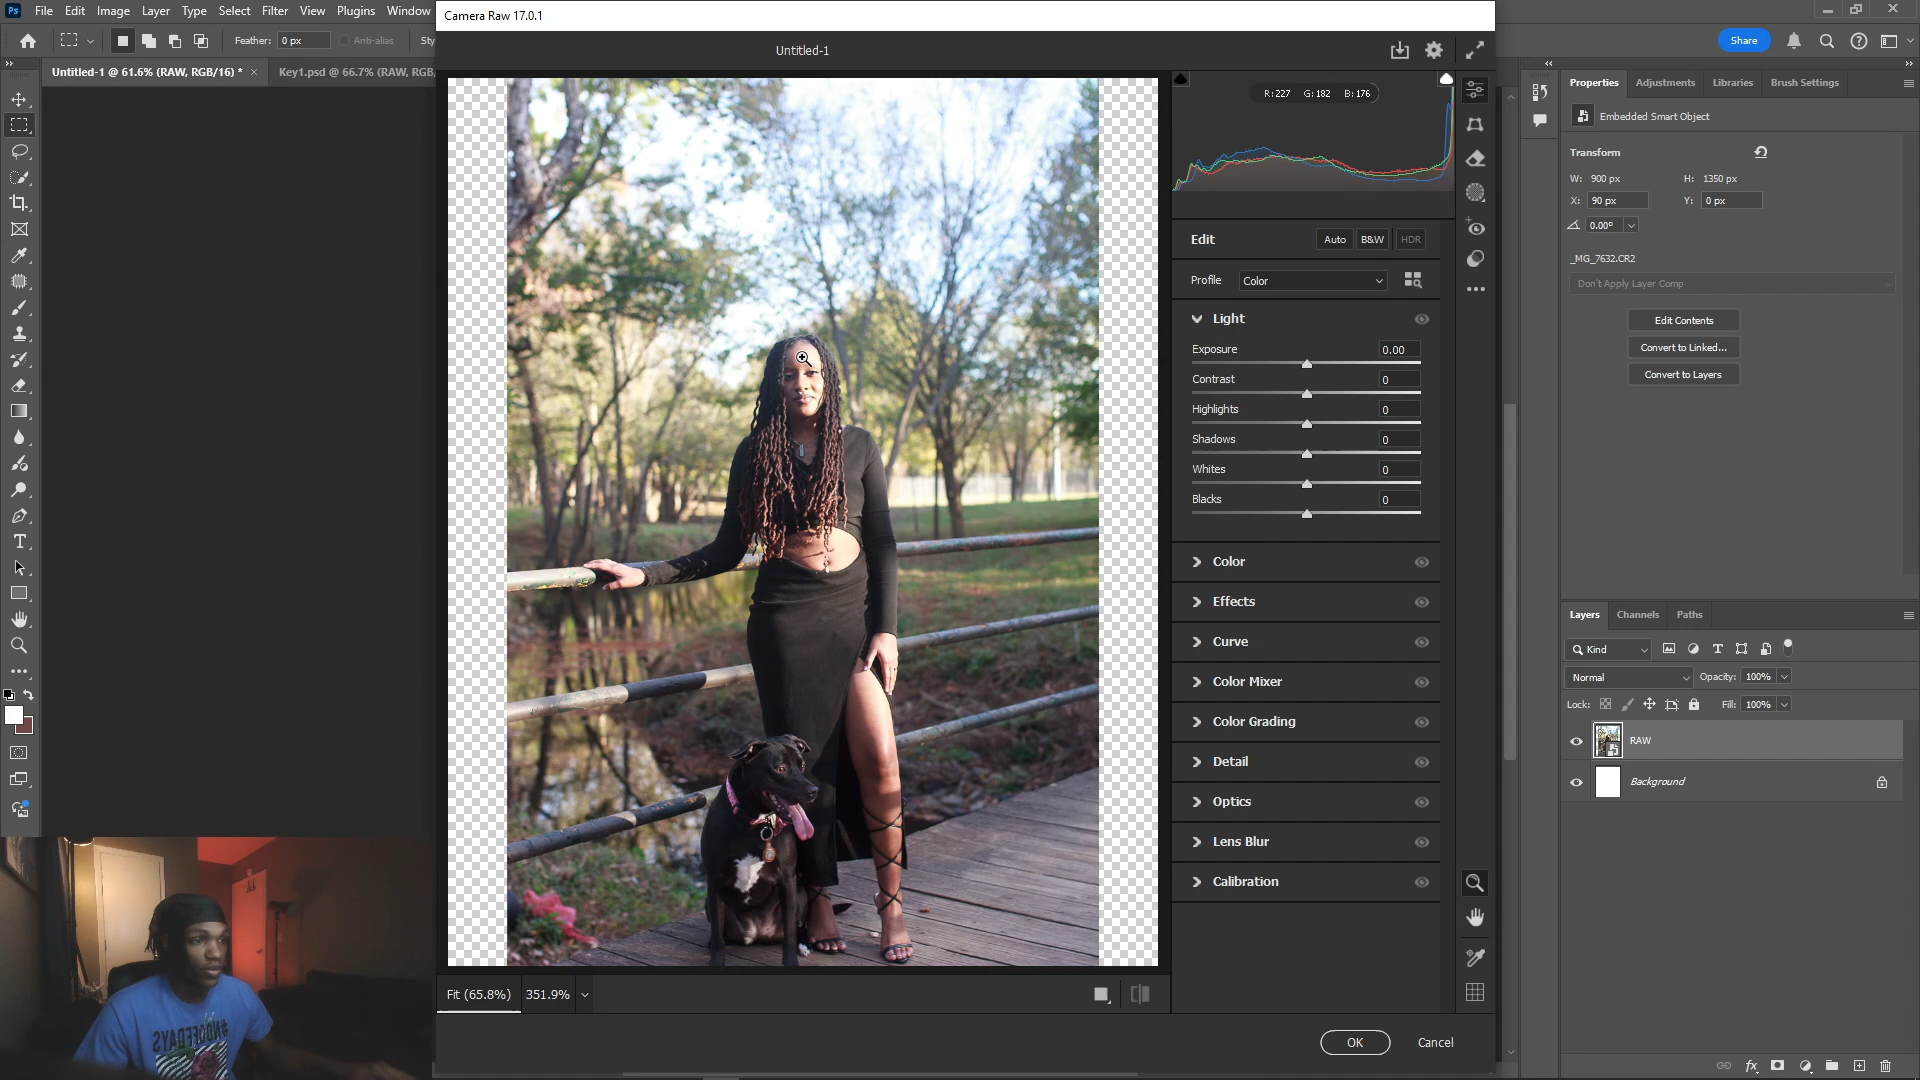 Ps File Edit Image Layer Type Select Filter View Plugins Window
Camera Raw 17.0.1
Feather: 0 px Anti-alias Sty
Untitled-1
Share
Untitled-1 @ 61.6% (RAW, RGB/16) *
Key1.psd @ 66.7% (RAW, RGB
R:227 G:182 B:176
Edit
Auto B&W HDR
Profile Color
Light
Exposure 0.00
Contrast 0
Highlights 0
Shadows 0
Whites 0
Blacks 0
Color
Effects
Curve
Color Mixer
Color Grading
Detail
Optics
Lens Blur
Calibration
Fit (65.8%) 351.9%
OK Cancel
Properties Adjustments Libraries Brush Settings
Embedded Smart Object
Transform
W: 900 px H: 1350 px
X: 90 px Y: 0 px
0.00°
_MG_7632.CR2
Don't Apply Layer Comp
Edit Contents
Convert to Linked...
Convert to Layers
Layers Channels Paths
Kind
Normal Opacity: 100%
Lock: Fill: 100%
RAW
Background
fx
#NOOFFDAYS